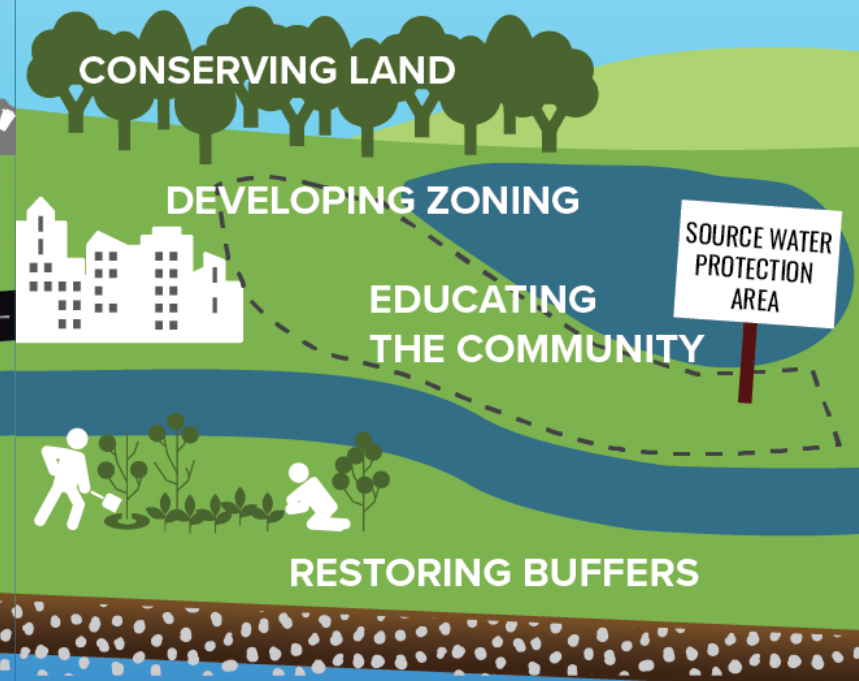 CONSERVING LAND
DEVELOPING ZONING
SOURCE WATER
PROTECTION
AREA
EDUCATING
THE COMMUNITY
RESTORING BUFFERS